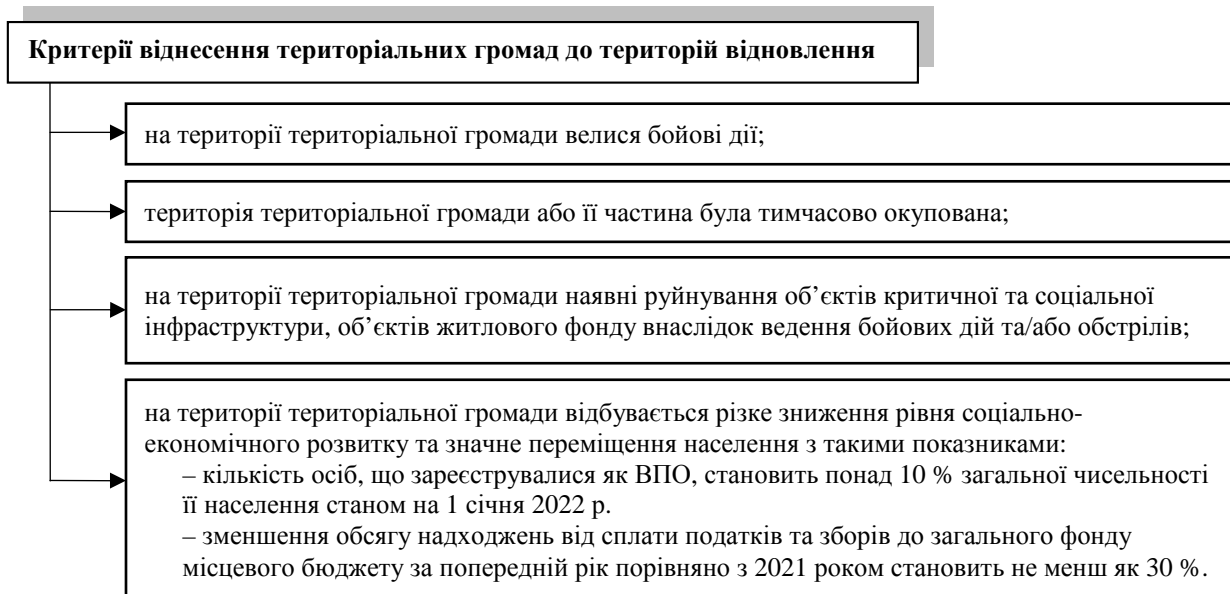 Критерії віднесення територіальних громад до територій відновлення
на території територіальної громади велися бойові дії;
територія територіальної громади або її частина була тимчасово окупована;
на території територіальної громади наявні руйнування об’єктів критичної та соціальної
інфраструктури, об’єктів житлового фонду внаслідок ведення бойових дій та/або обстрілів;
на території територіальної громади відбувається різке зниження рівня соціально-
економічного розвитку та значне переміщення населення з такими показниками:
– кількість осіб, що зареєструвалися як ВПО, становить понад 10 % загальної чисельності
її населення станом на 1 січня 2022 р.
– зменшення обсягу надходжень від сплати податків та зборів до загального фонду
місцевого бюджету за попередній рік порівняно з 2021 роком становить не менш як 30 %.